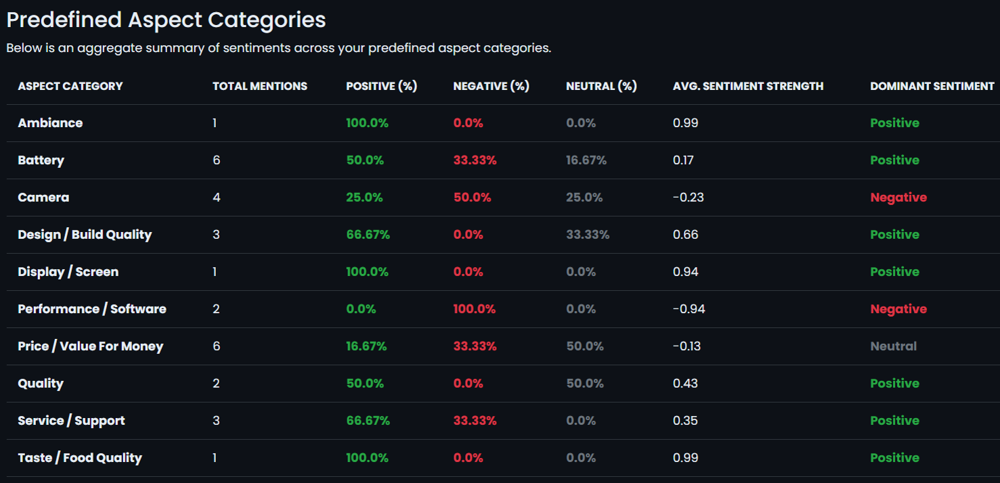 Predefined Aspect Categories
Below is an aggregate summary of sentiments across your predefined aspect categories.
ASPECT CATEGORY TOTAL MENTIONS POSITIVE (%) NEGATIVE (%) NEUTRAL (%) AVG. SENTIMENT STRENGTH DOMINANT SENTIMENT
Ambiance 1 100.0% 0.0% 0.0% 0.99 Positive
Battery 6 50.0% 33.33% 16.67% 0.17 Positive
Camera 4 25.0% 50.0% 25.0% -0.23 Negative
Design / Build Quality 3 66.67% 0.0% 33.33% 0.66 Positive
Display / Screen 1 100.0% 0.0% 0.0% 0.94 Positive
Performance / Software 2 0.0% 100.0% 0.0% -0.94 Negative
Price / Value For Money 6 16.67% 33.33% 50.0% -0.13 Neutral
Quality 2 50.0% 0.0% 50.0% 0.43 Positive
Service / Support 3 66.67% 33.33% 0.0% 0.35 Positive
Taste / Food Quality 1 100.0% 0.0% 0.0% 0.99 Positive